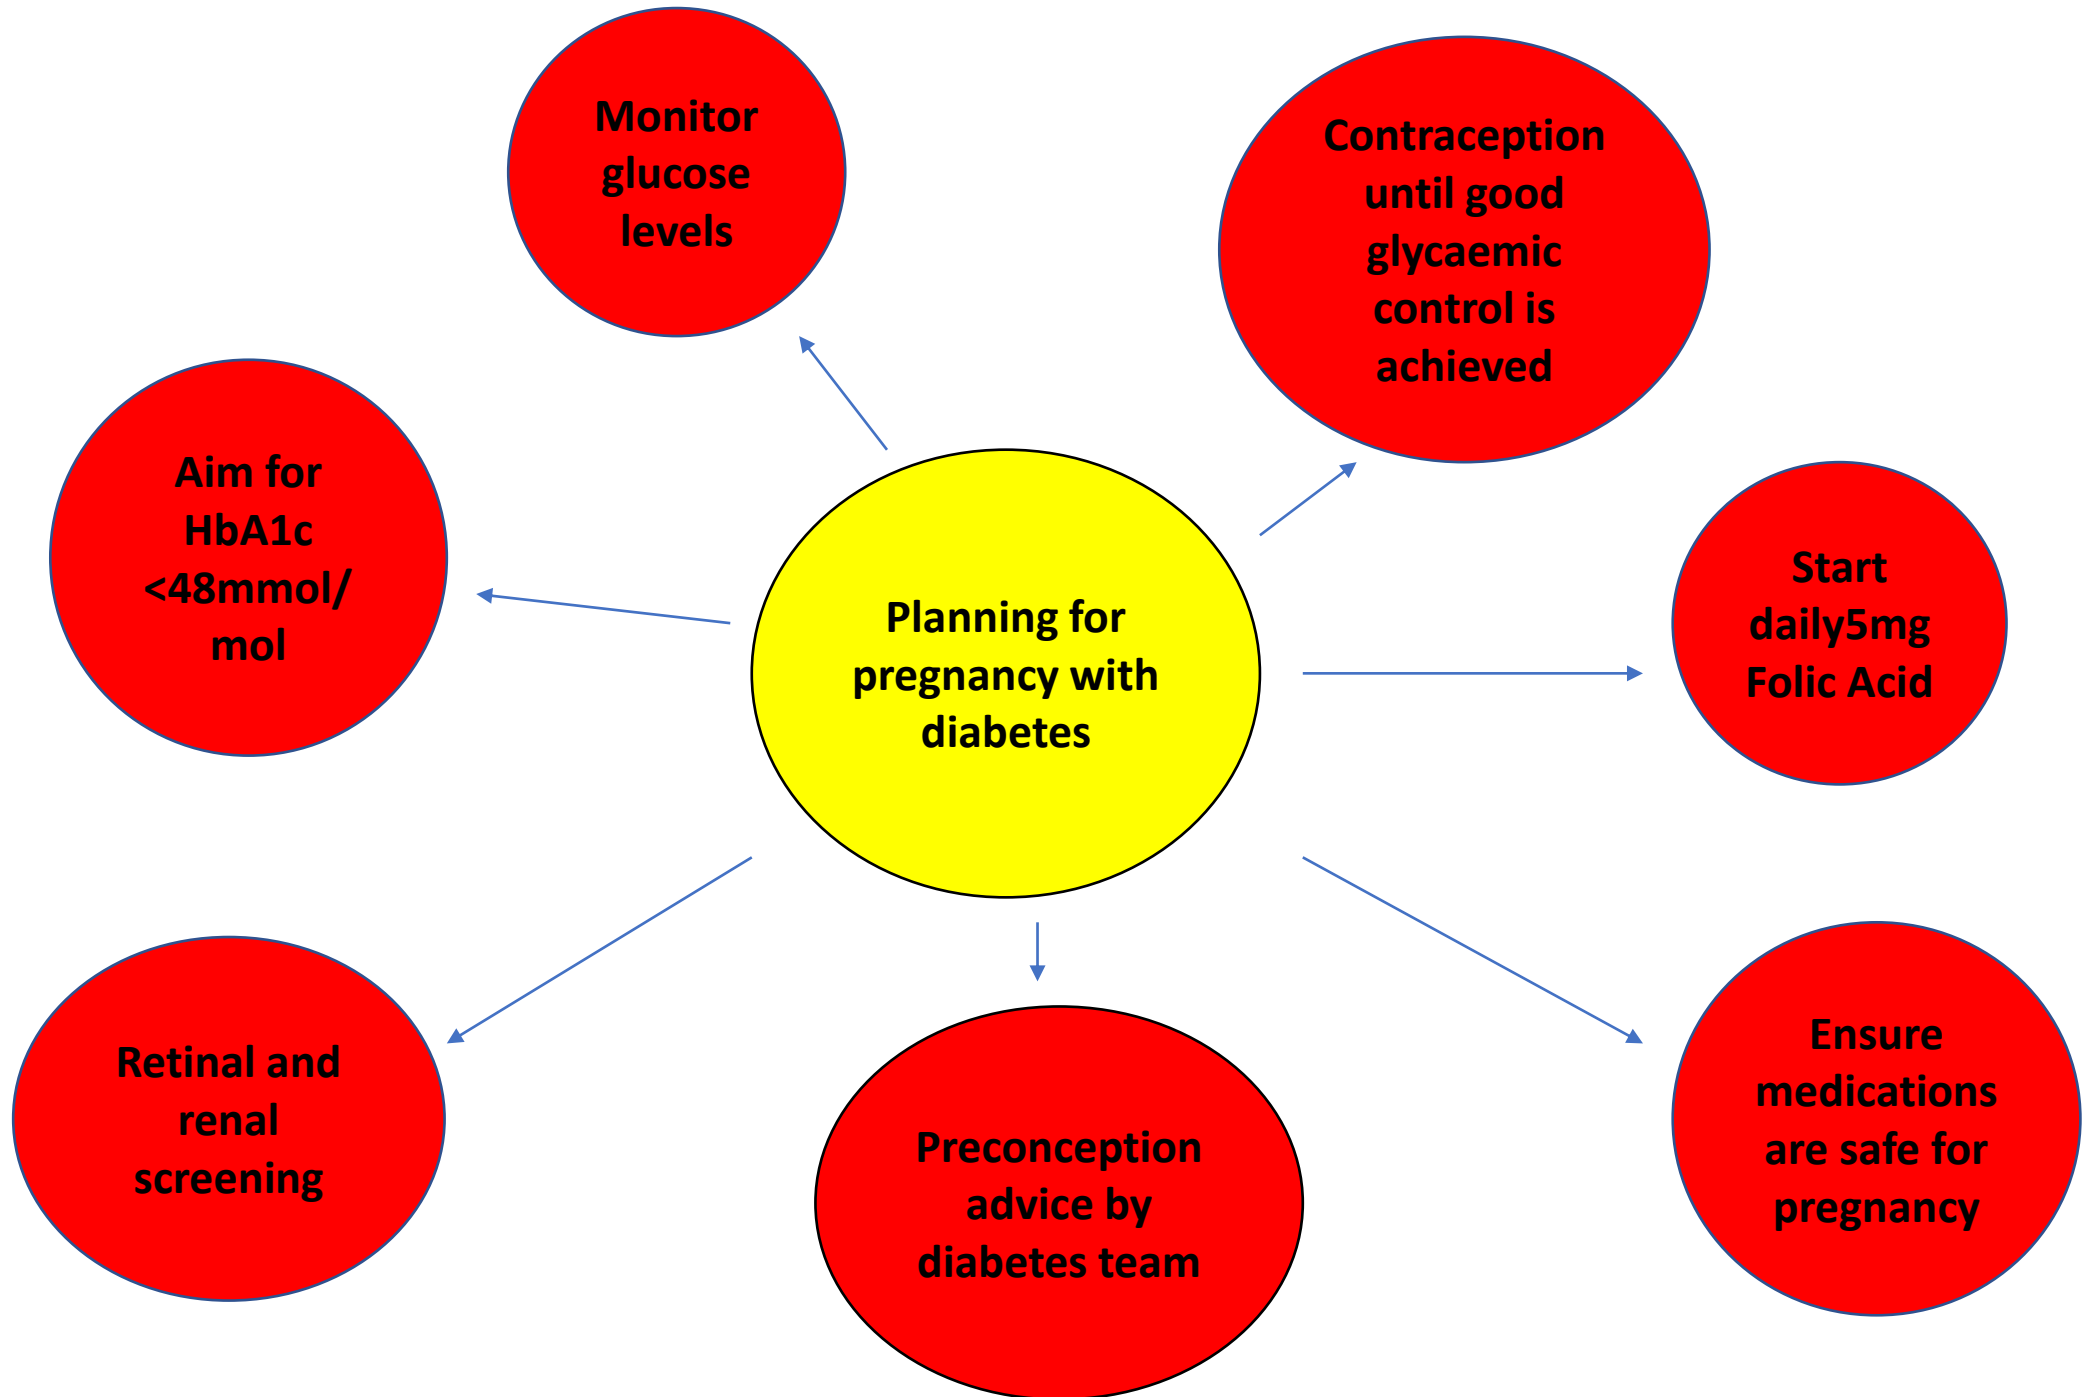 Monitor
glucose
levels
Contraception
until good
glycaemic
control is
achieved
Aim for
HbA1c
<48mmol/
mol
Planning for
pregnancy with
diabetes
Start
daily5mg
Folic Acid
Retinal and
renal
screening
Preconception
advice by
diabetes team
Ensure
medications
are safe for
pregnancy